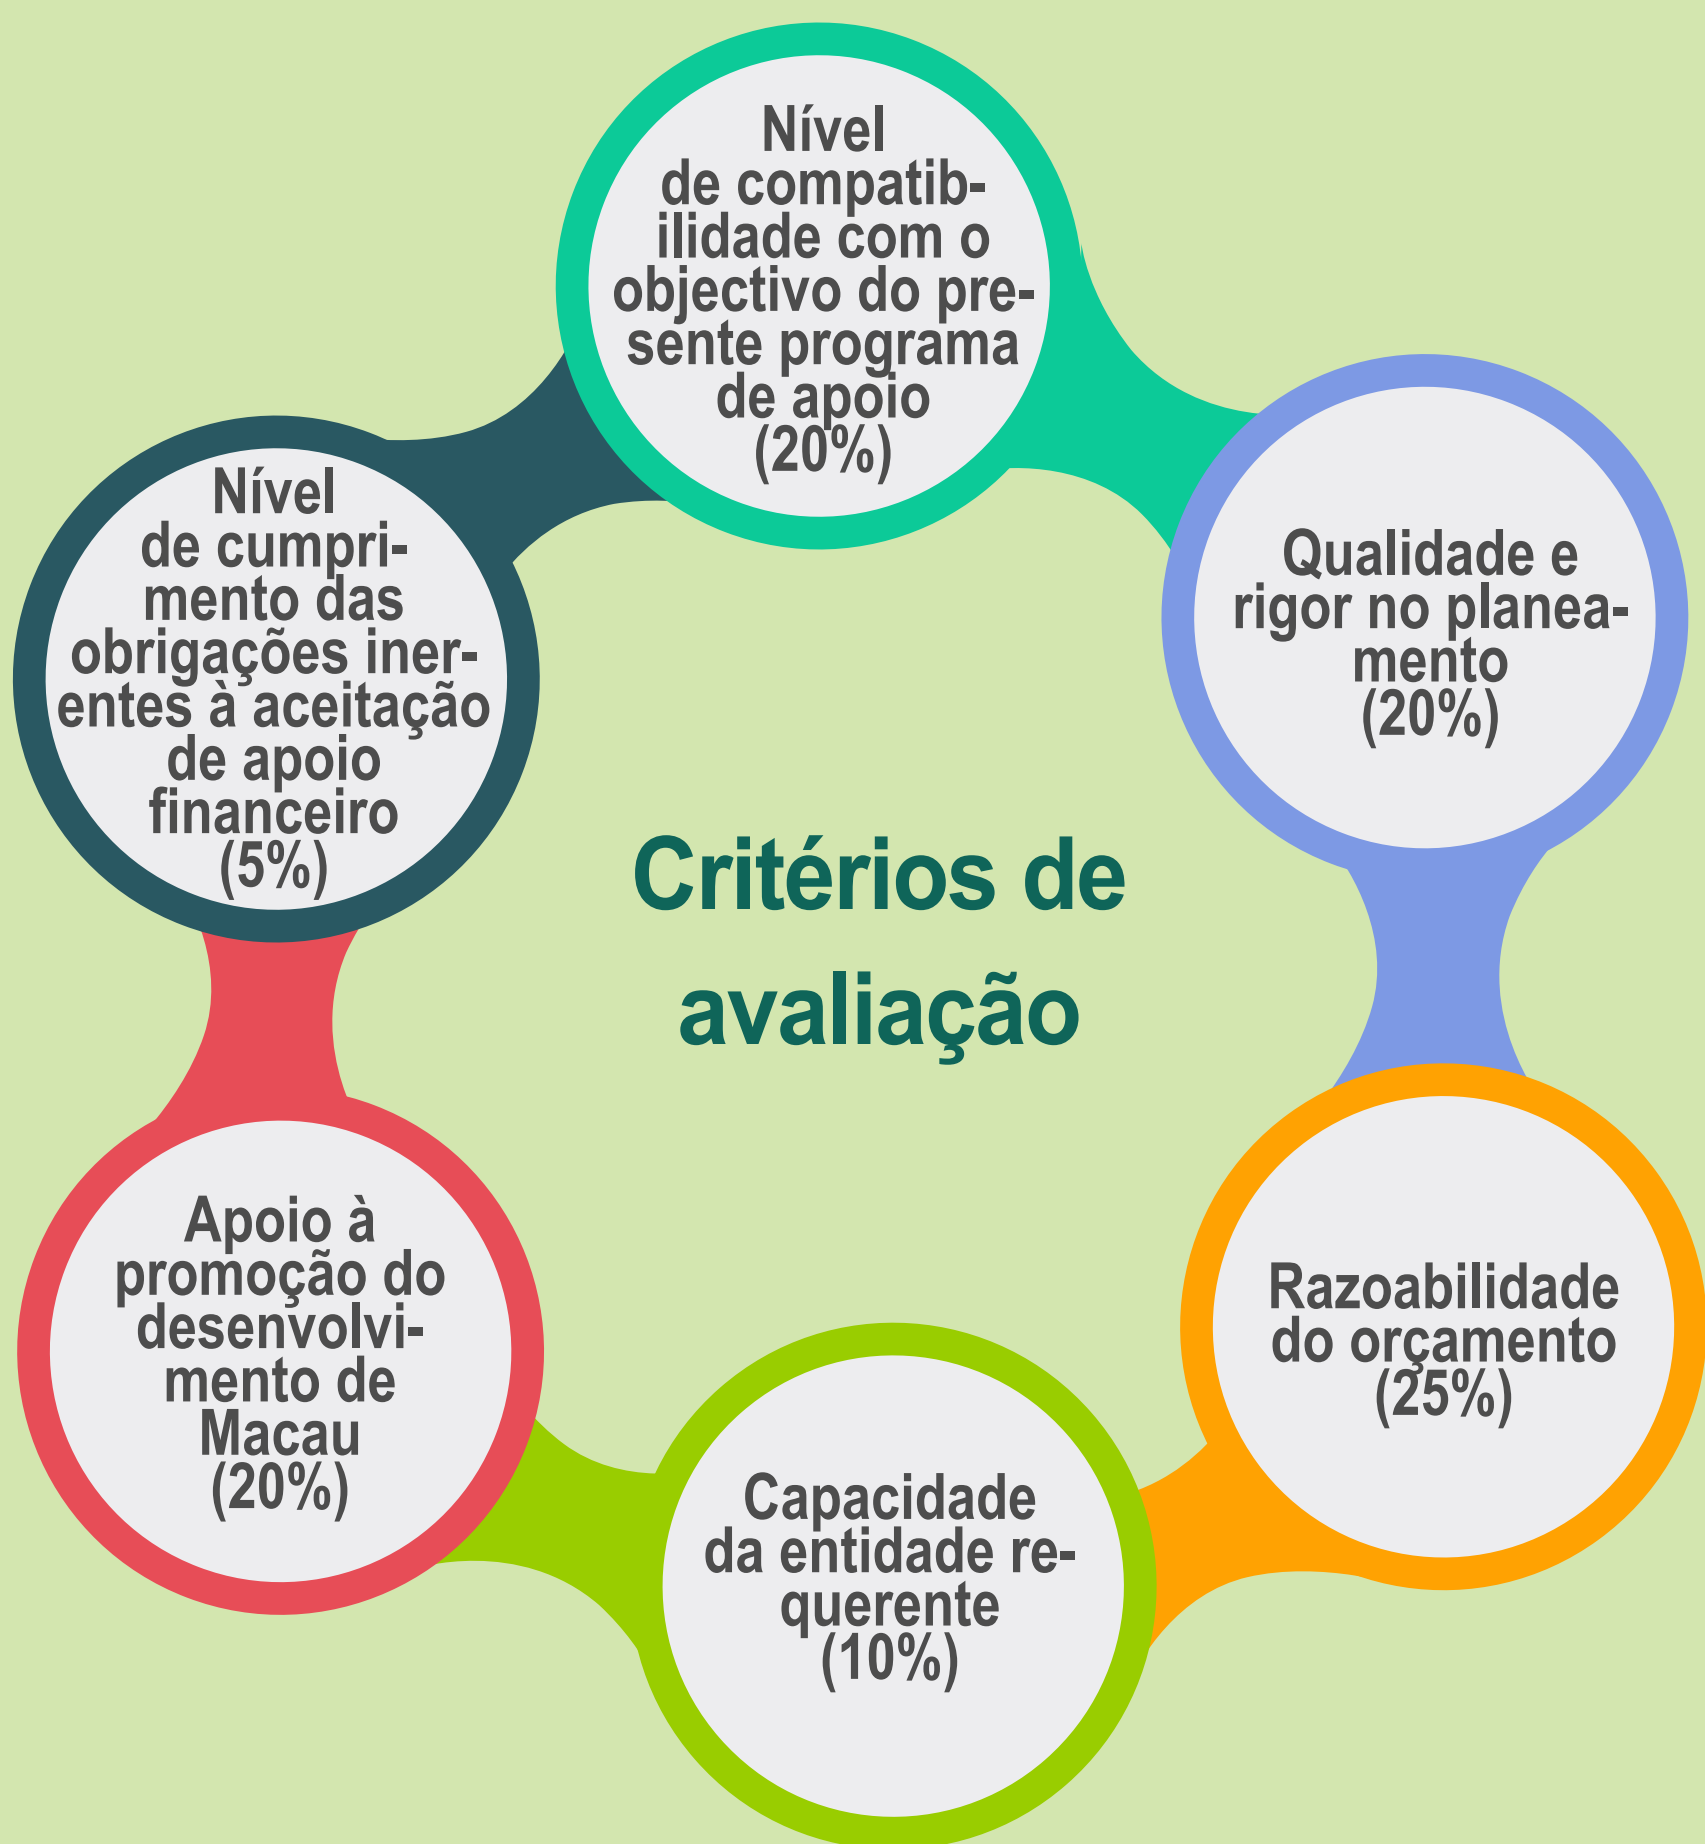 Nível
de compatib-
ilidade com o
objectivo do pre-
sente programa
de apoio
(20%)
Qualidade e
rigor no planea-
mento
(20%)
Razoabilidade
do orçamento
(25%)
Capacidade
da entidade re-
querente
(10%)
Apoio à
promoção do
desenvolvi-
mento de
Macau
(20%)
Nível
de cumpri-
mento das
obrigações iner-
entes à aceitação
de apoio
financeiro
(5%)
Critérios de
avaliação